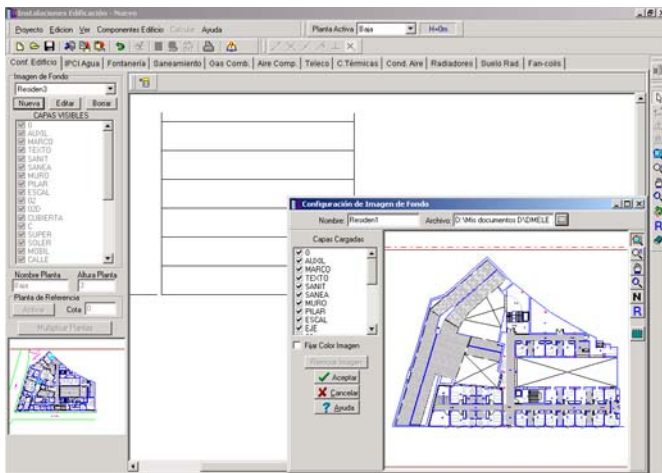 Instalaciones Edificación - Nuevo
Proyecto Edicion Ver Componentes Edificio Calcular Ayuda
Planta Activa Baja H=0m.
Conf. Edificio IPCI Agua Fontanería Saneamiento Gas Comb. Aire Comp. Teleco C.Térmicas Cond. Aire Radiadores Suelo Rad. Fan-coils
Imagen de Fondo
Residen3
Nueva Editar Borrar
CAPAS VISIBLES
0
AUXIL
MARCO
TEXTO
SANIT
SANEA
MURO
PILAR
ESCAL
02
02D
CUBIERTA
C
SUPER
SOLER
MOBIL
CALLE
Nombre Planta Altura Planta
Baja 3
Planta de Referencia
Activar Cota 0
Multiplicar Plantas
Configuración de Imagen de Fondo
Nombre: Residen1 Archivo: D:\Mis documentos D\DMELE
Capas Cargadas
0
AUXIL
MARCO
TEXTO
SANIT
SANEA
MURO
PILAR
ESCAL
EJE
Fijar Color Imagen
Reiniciar Imagen
Aceptar
Cancelar
Ayuda
N
R
R